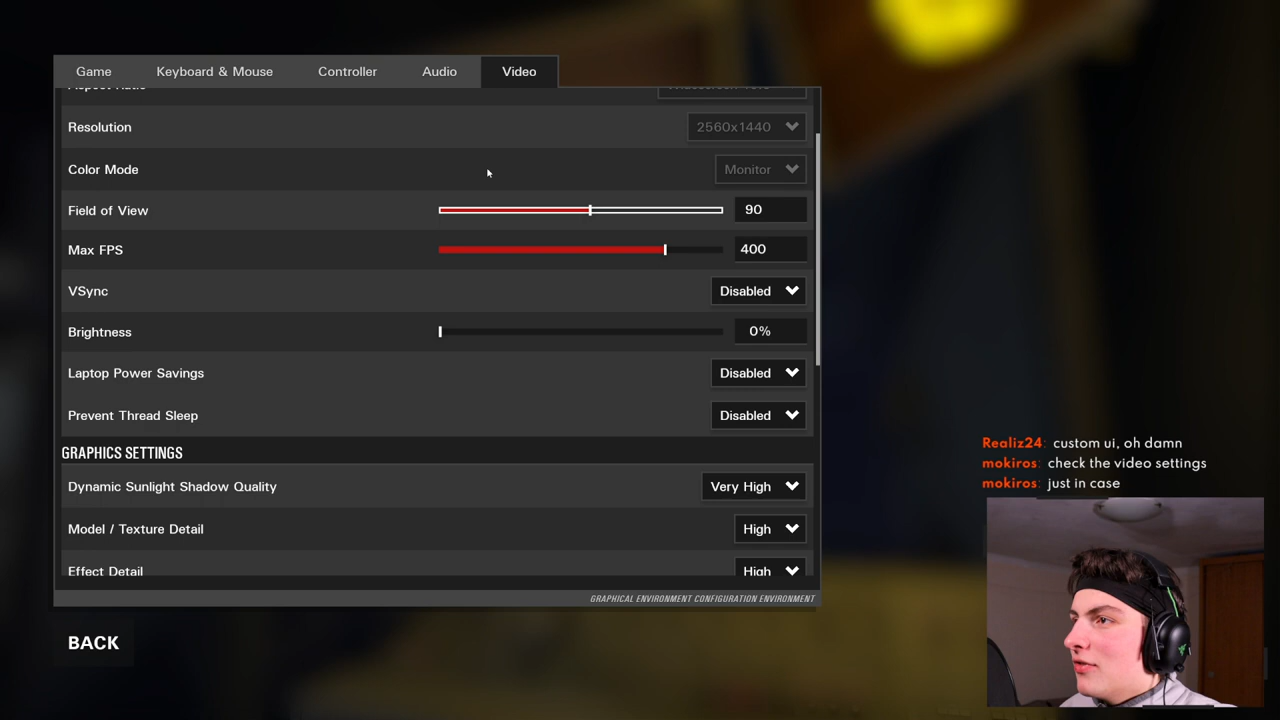 Game
Keyboard & Mouse
Controller
Audio
Video
Aspect Ratio
Resolution
2560x1440
Color Mode
Monitor
Field of View
90
Max FPS
400
VSync
Disabled
Brightness
0%
Laptop Power Savings
Disabled
Prevent Thread Sleep
Disabled
GRAPHICS SETTINGS
Dynamic Sunlight Shadow Quality
Very High
Model / Texture Detail
High
Effect Detail
High
GRAPHICAL ENVIRONMENT CONFIGURATION ENVIRONMENT
BACK
Realiz24: custom ui, oh damn
mokiros: check the video settings
mokiros: just in case